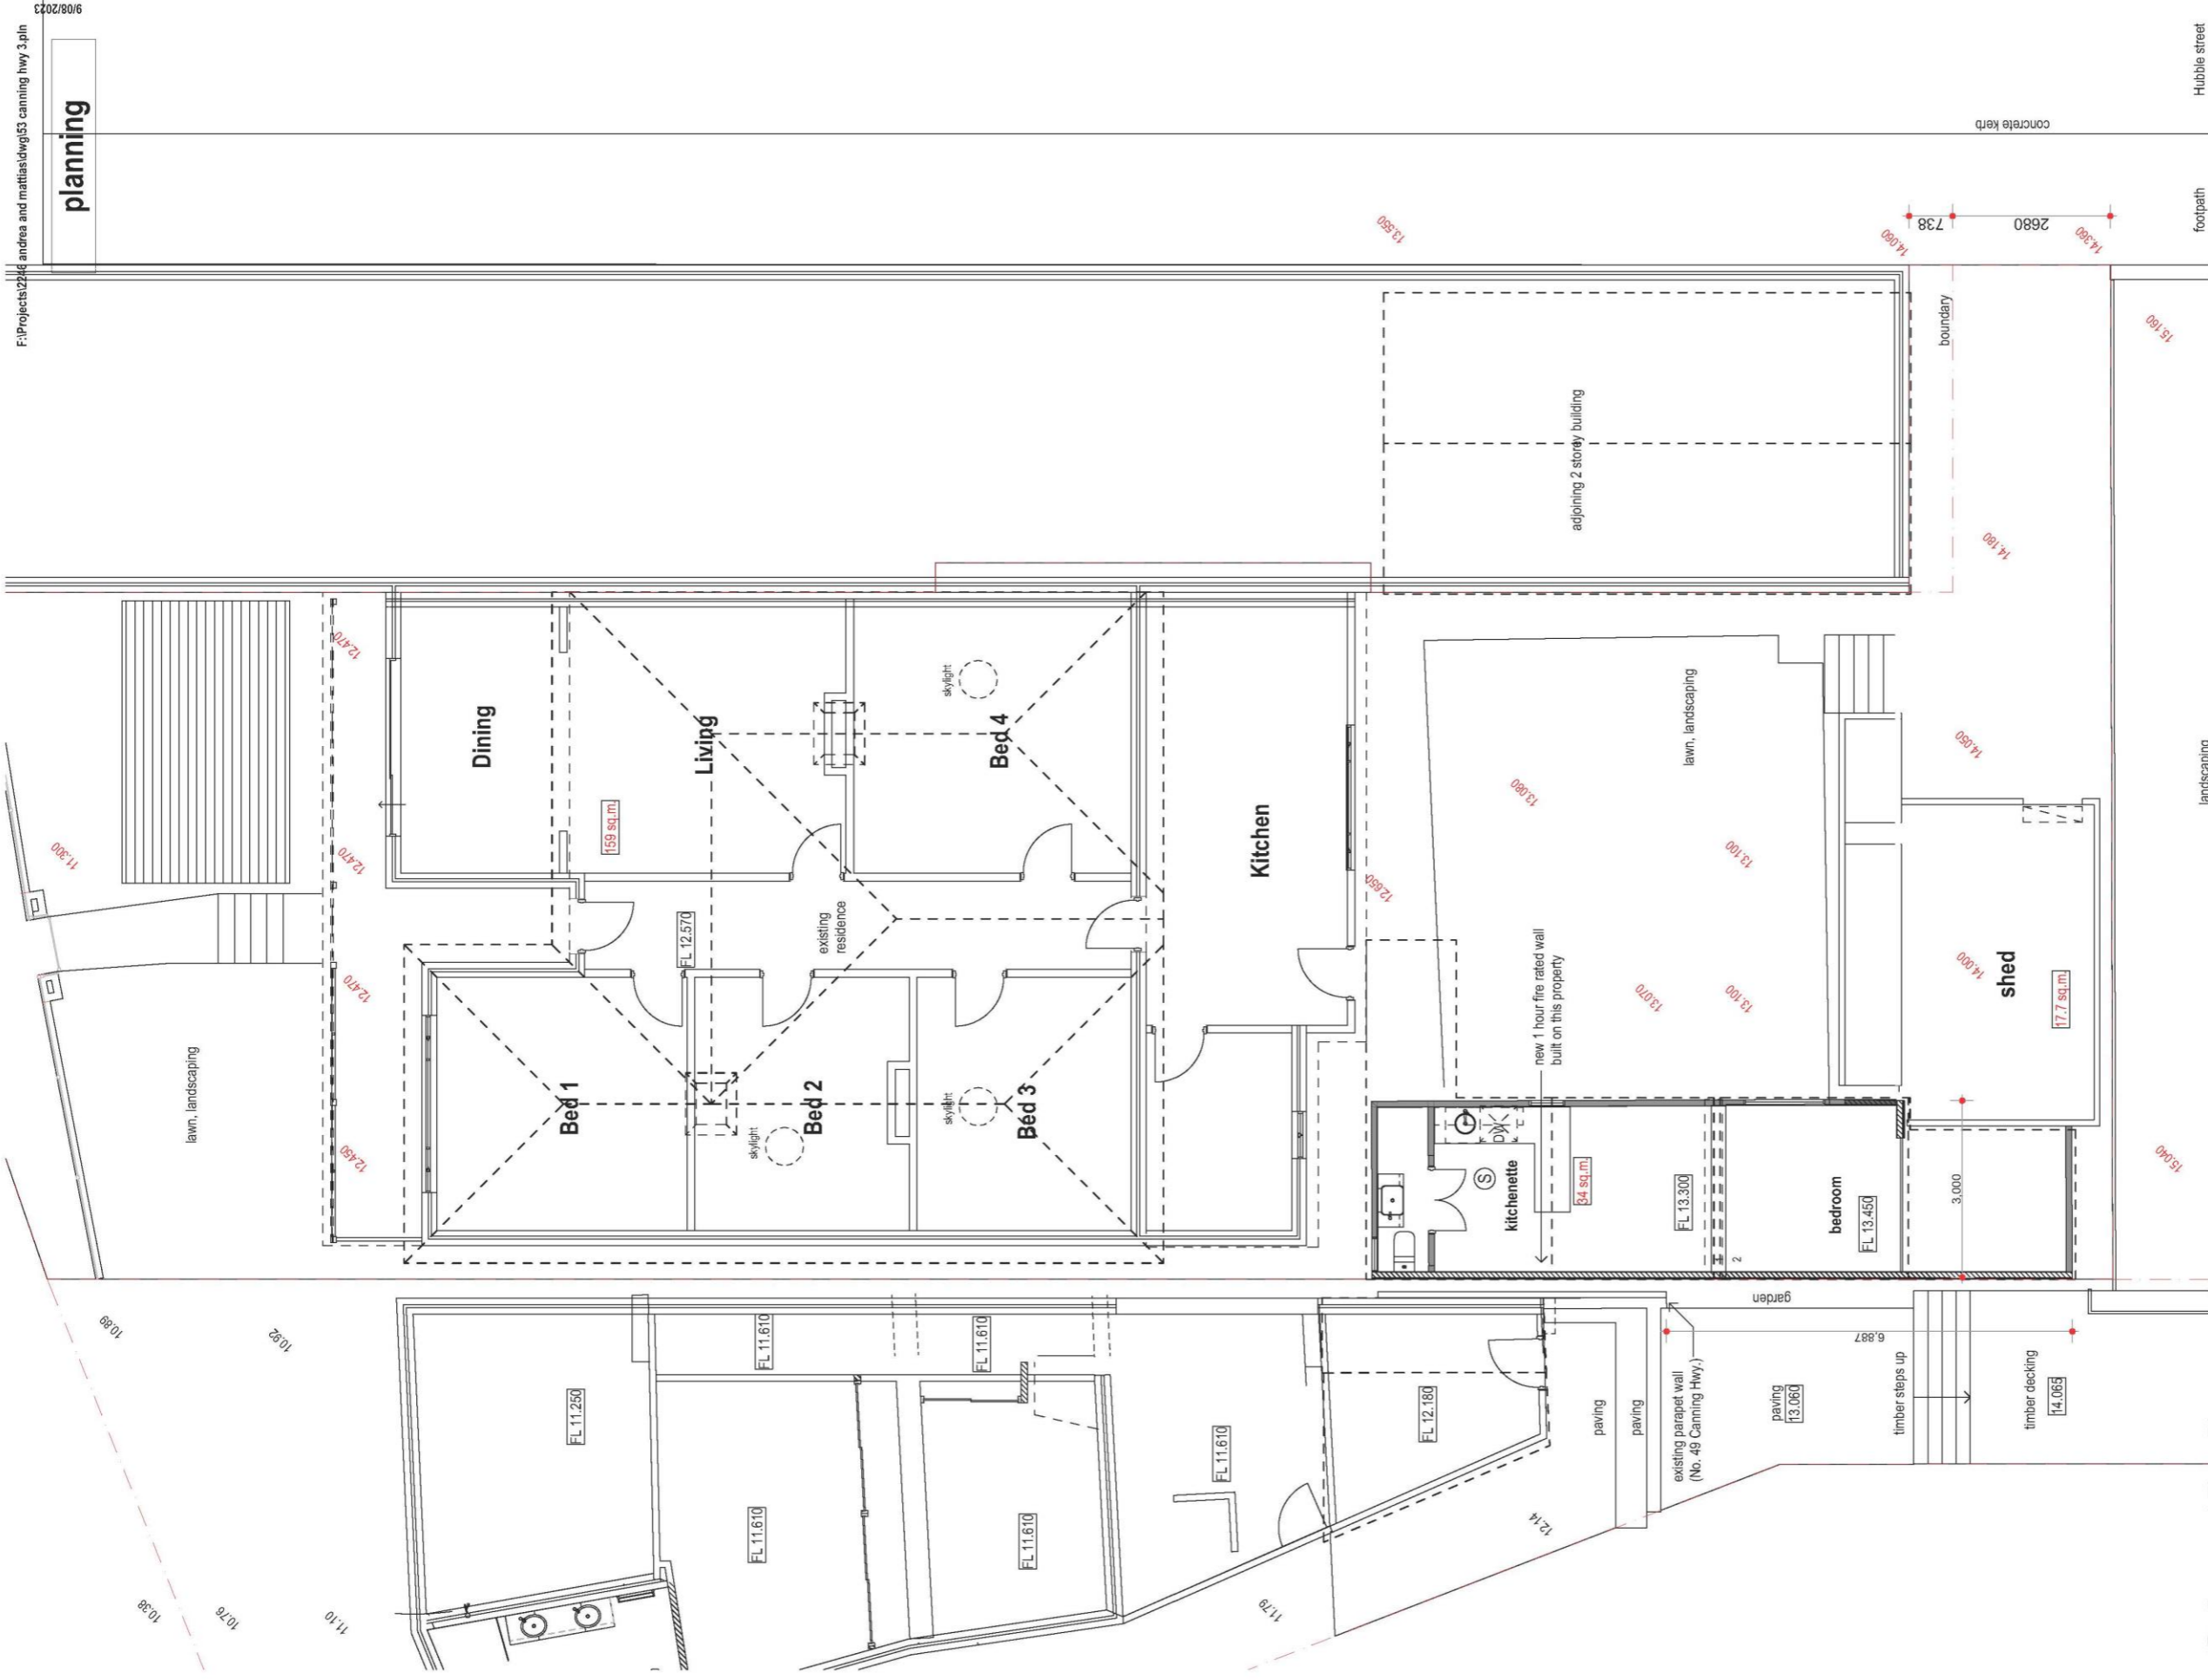 F:\Projects\2246 andrea and mattias\dwg\53 canning hwy 3.pln
9/08/2023
planning
concrete kerb
Hubble street
footpath
738
2680
13.550
14.060
14.360
boundary
15.160
adjoining 2 storey building
14.180
12.470
Dining
Living
skylight
Bed 4
159 sq.m.
Kitchen
lawn, landscaping
13.080
14.050
landscaping
11.300
12.470
FL 12.570
existing
residence
12.650
13.100
12.470
new 1 hour fire rated wall
built on this property
13.070
13.100
14.000
shed
17.7 sq.m.
lawn, landscaping
12.450
Bed 1
skylight
Bed 2
skylight
Bed 3
DW
S
kitchenette
34 sq.m.
FL 13.300
2
bedroom
FL 13.450
3,000
15.040
10.89
10.92
FL 11.610
FL 11.610
garden
6,887
FL 11.250
FL 12.180
paving
paving
existing parapet wall
(No. 49 Canning Hwy.)
paving
13.060
timber steps up
timber decking
14.065
FL 11.610
FL 11.610
FL 11.610
12.14
10.38
10.76
11.10
11.79